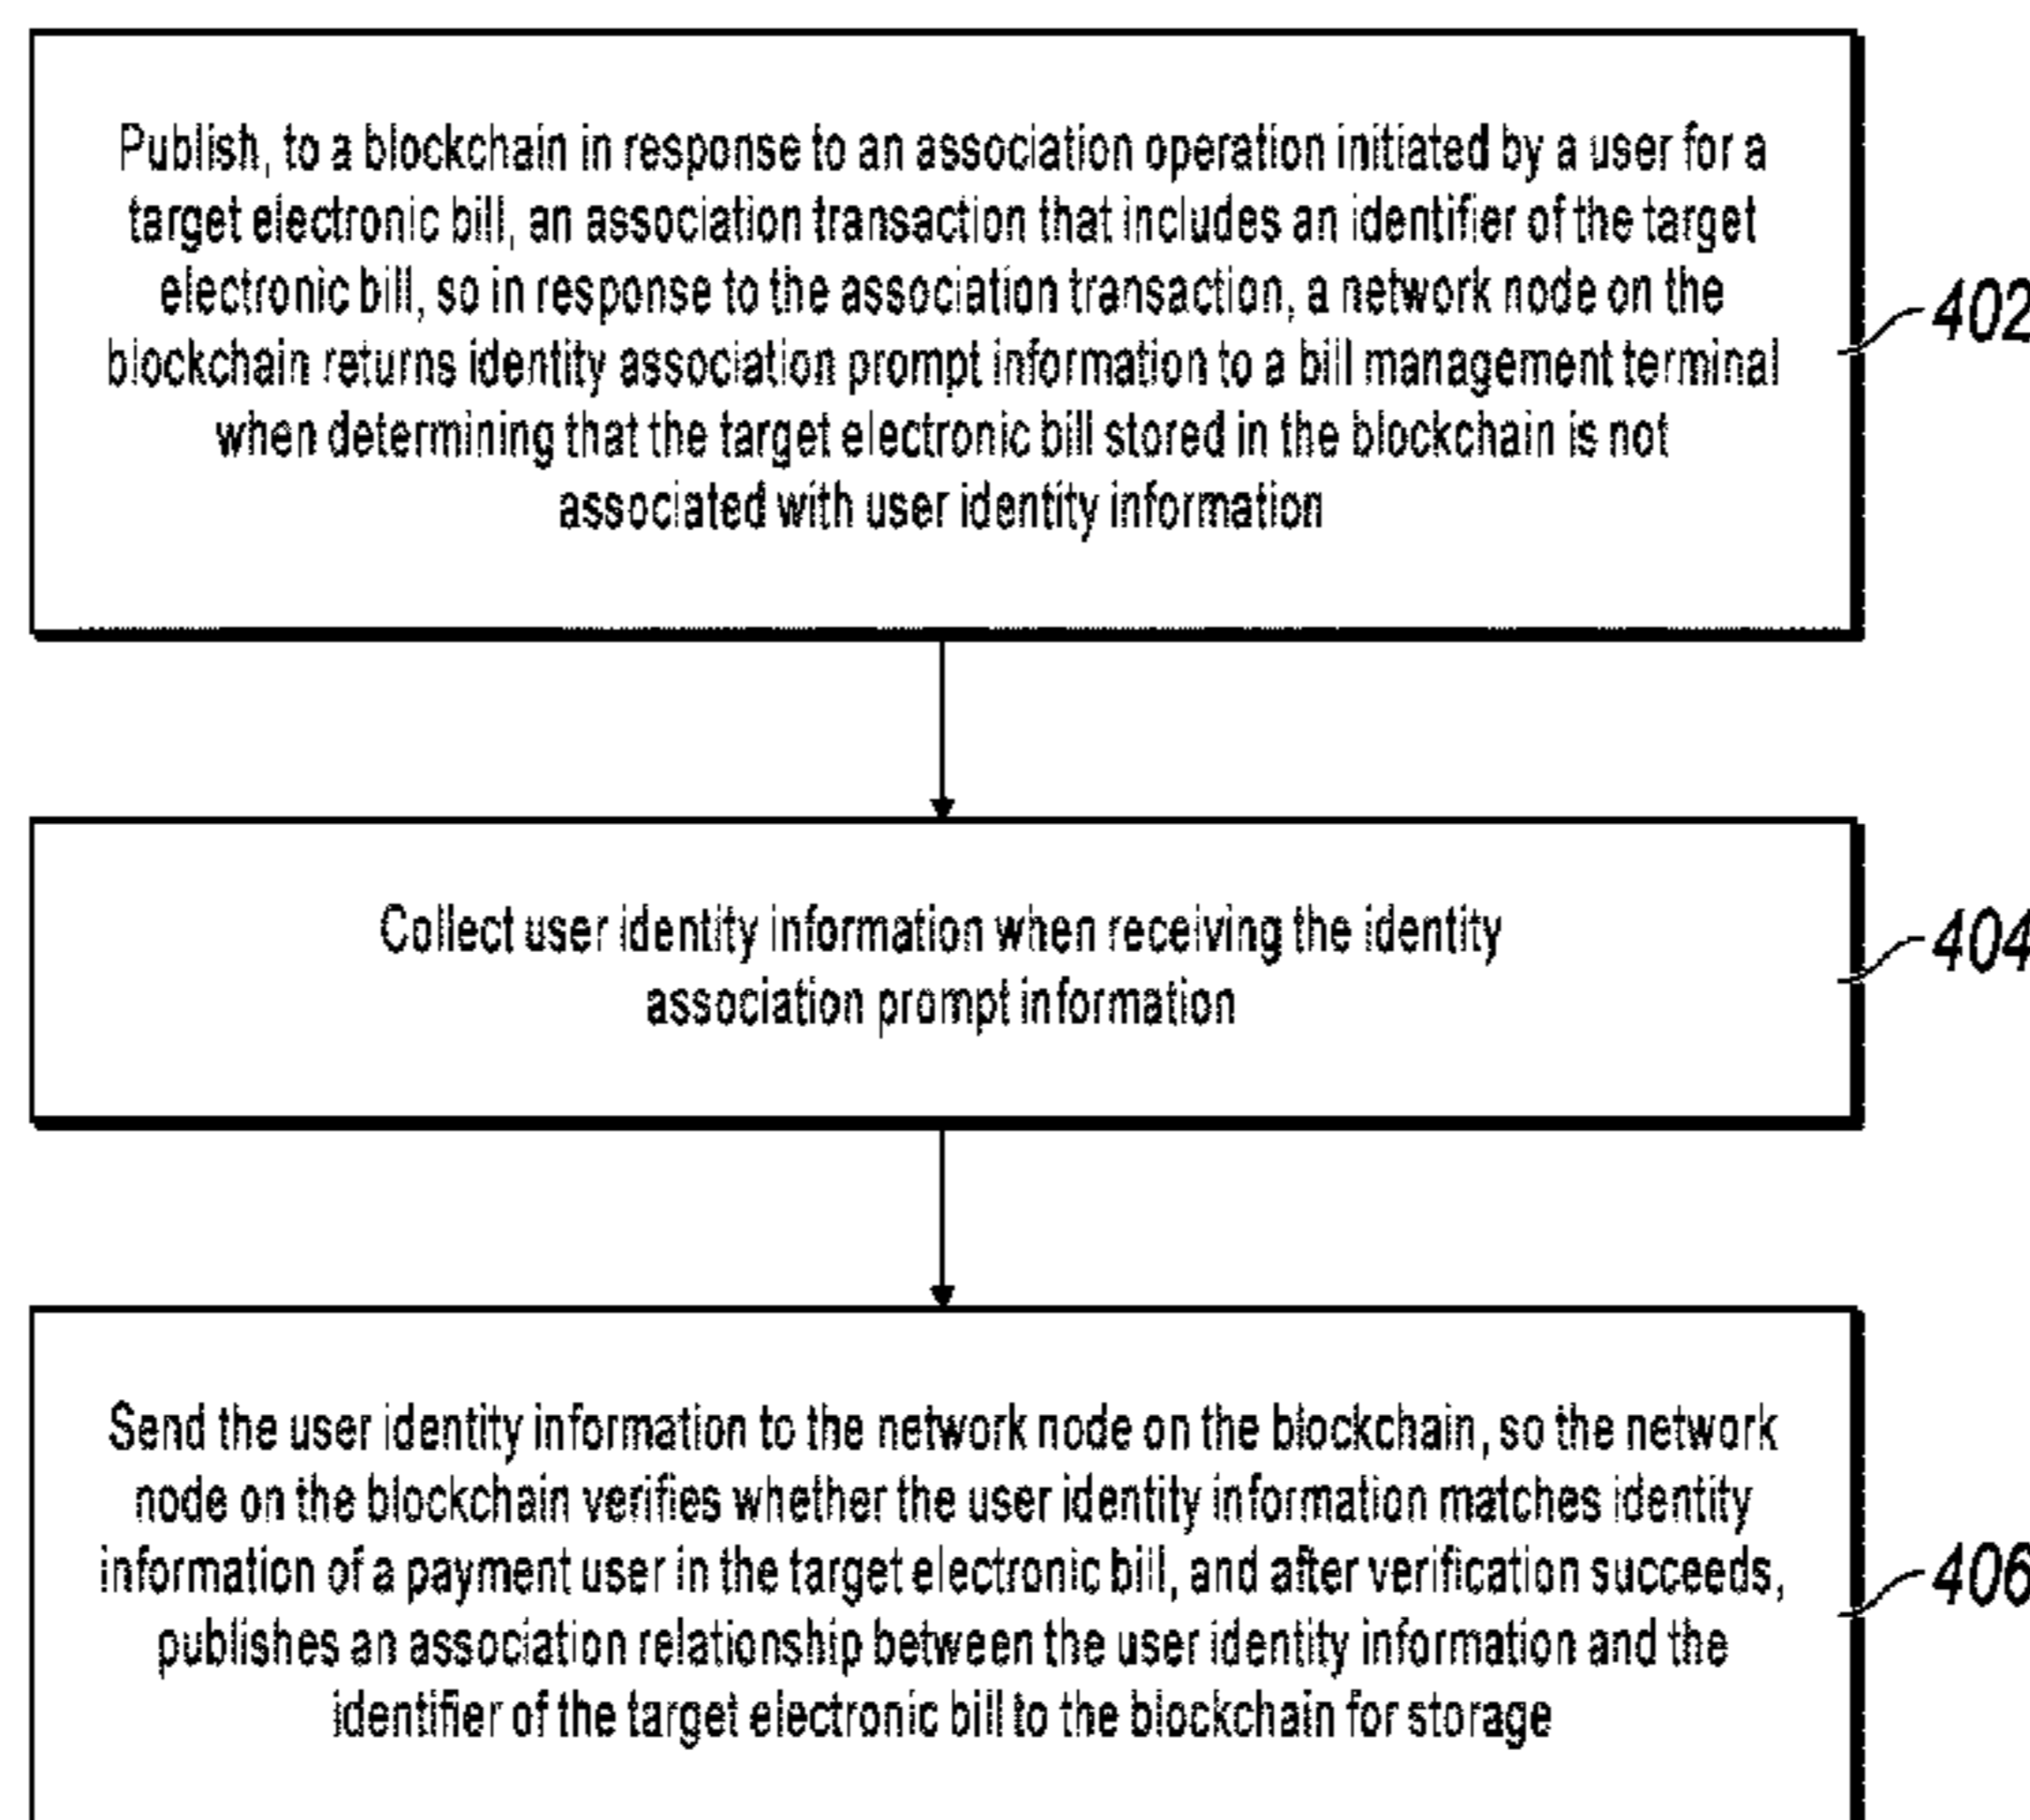 Publish, to a blockchain in response to an association operation initiated by a user for a
target electronic bill, an association transaction that includes an identifier of the target
electronic bill, so in response to the association transaction, a network node on the
blockchain returns identity association prompt information to a bill management terminal
when determining that the target electronic bill stored in the blockchain is not
associated with user identity information
402
Collect user identity information when receiving the identity
association prompt information
404
Send the user identity information to the network node on the blockchain, so the network
node on the blockchain verifies whether the user identity information matches identity
information of a payment user in the target electronic bill, and after verification succeeds,
publishes an association relationship between the user identity information and the
identifier of the target electronic bill to the blockchain for storage
406